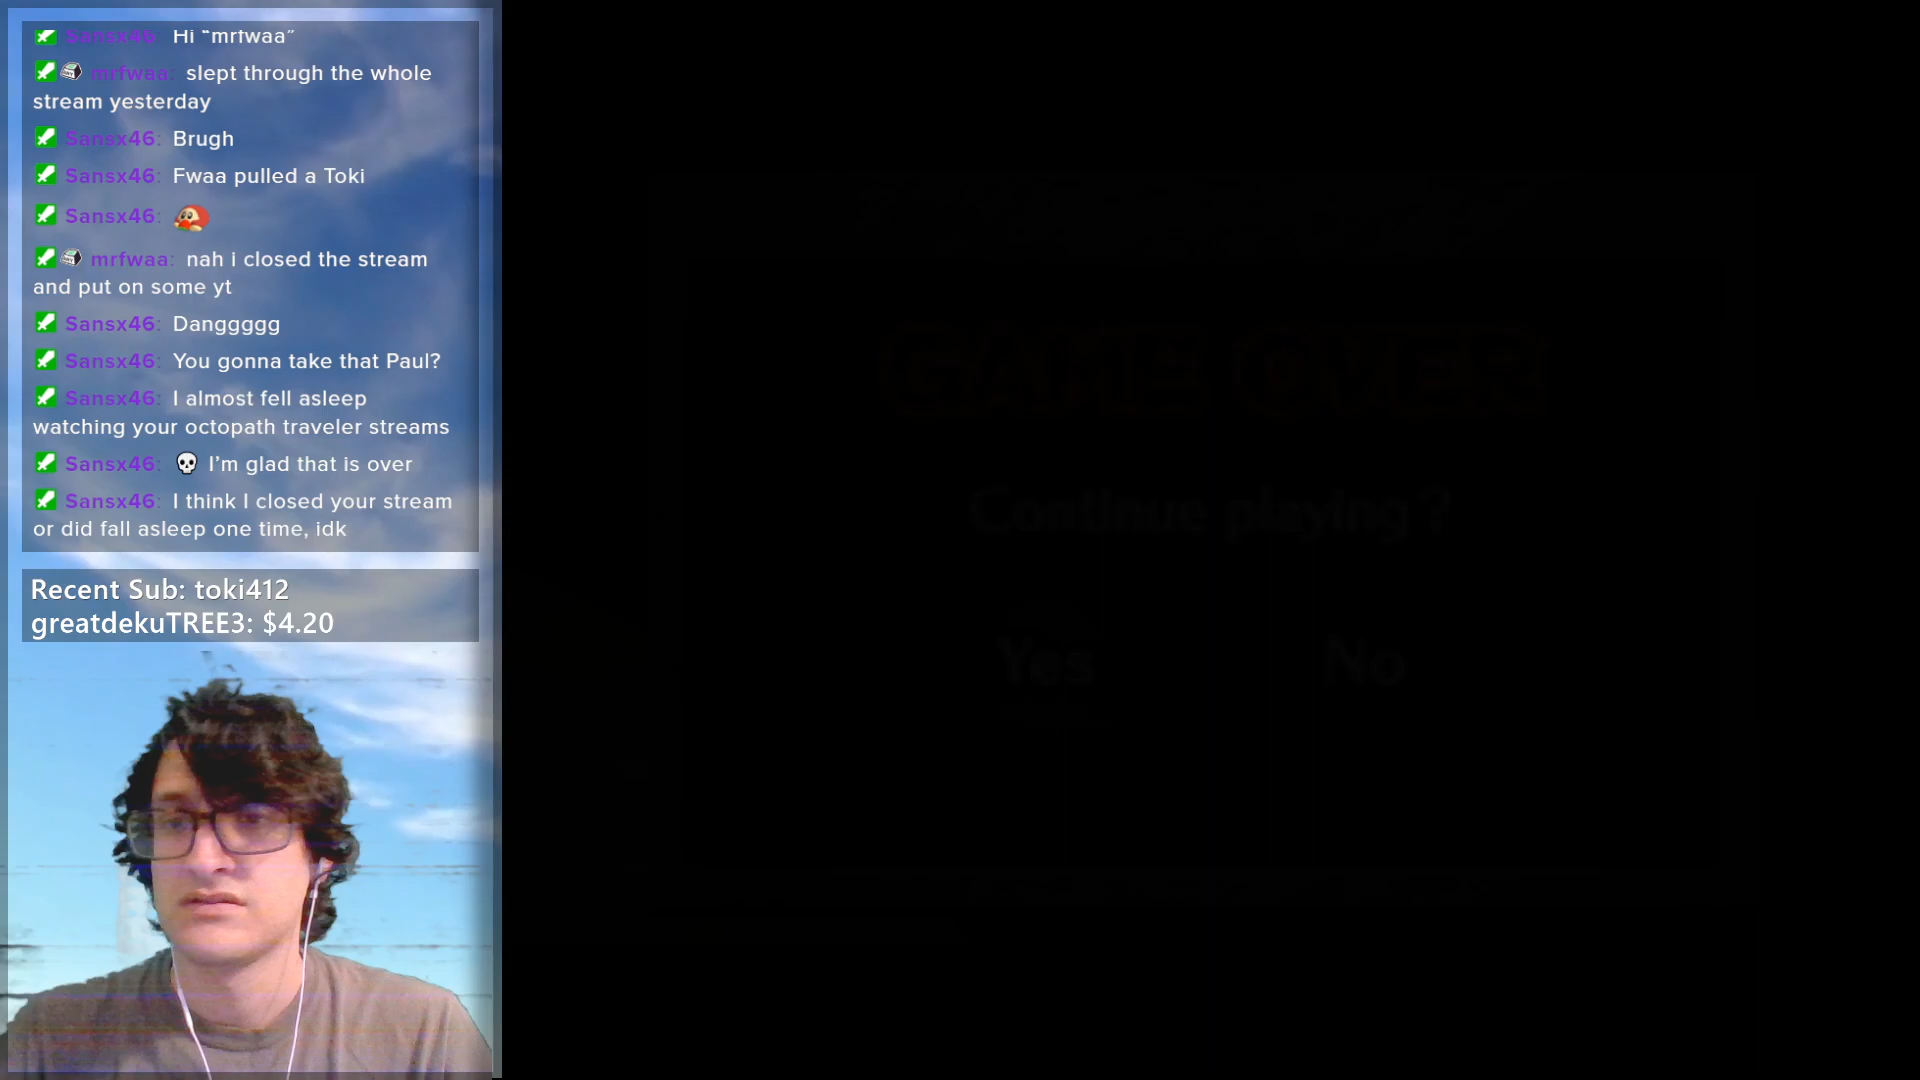 Sansx46: Hi “mrfwaa”
mrfwaa: slept through the whole
stream yesterday
Sansx46: Brugh
Sansx46: Fwaa pulled a Toki
Sansx46:
mrfwaa: nah i closed the stream
and put on some yt
Sansx46: Danggggg
Sansx46: You gonna take that Paul?
Sansx46: I almost fell asleep
watching your octopath traveler streams
Sansx46: 💀 I’m glad that is over
Sansx46: I think I closed your stream
or did fall asleep one time, idk
Recent Sub: toki412
greatdekuTREE3: $4.20
GAME OVER
Continue playing?
Yes No